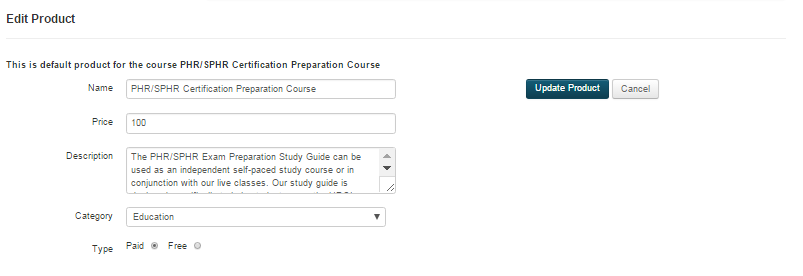 Edit Product
This is default product for the course PHR/SPHR Certification Preparation Course
Name PHR/SPHR Certification Preparation Course Update Product Cancel
Price 100
Description The PHR/SPHR Exam Preparation Study Guide can be
used as an independent self-paced study course or in
conjunction with our live classes. Our study guide is
Category Education
Type Paid Free